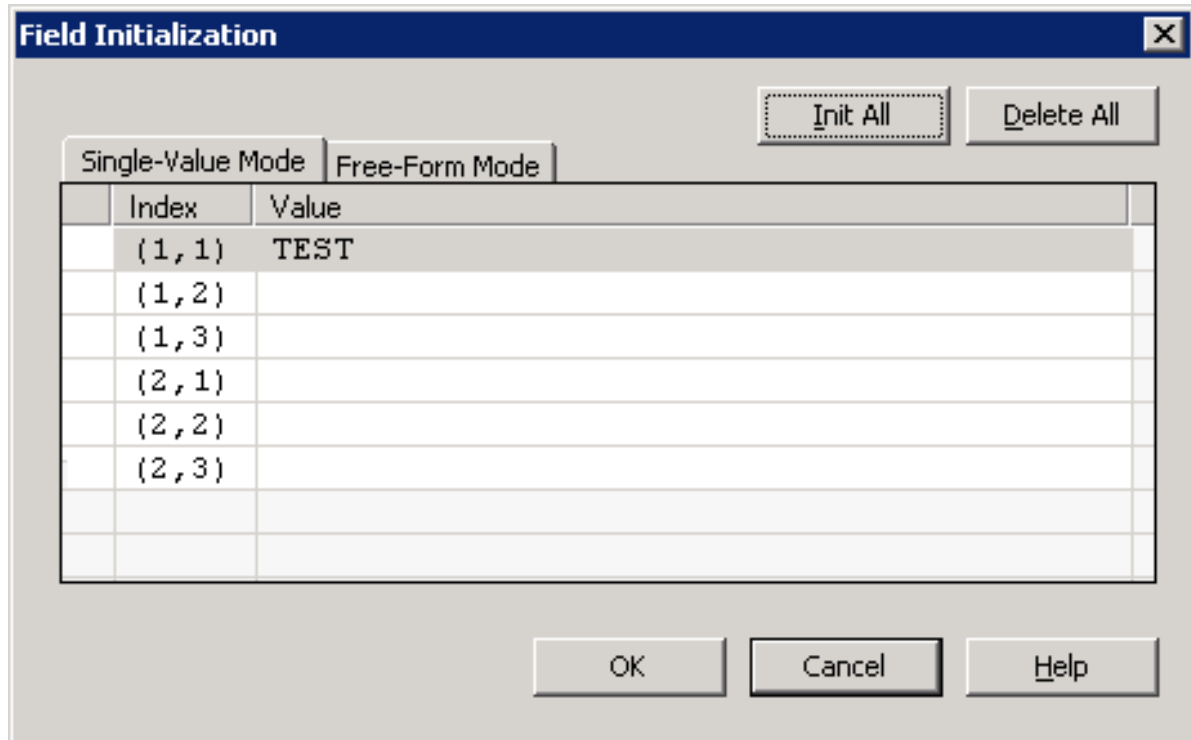 Field Initialization
Init All Delete All
Single-Value Mode Free-Form Mode
Index Value
(1,1) TEST
(1,2)
(1,3)
(2,1)
(2,2)
(2,3)
OK Cancel Help